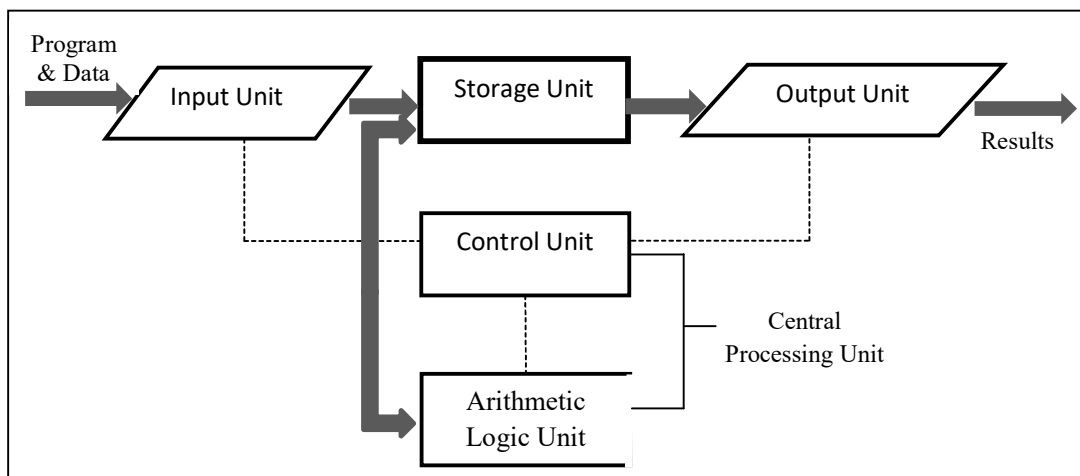 Program
& Data
Input Unit
Storage Unit
Output Unit
Results
Control Unit
Central
Processing Unit
Arithmetic
Logic Unit